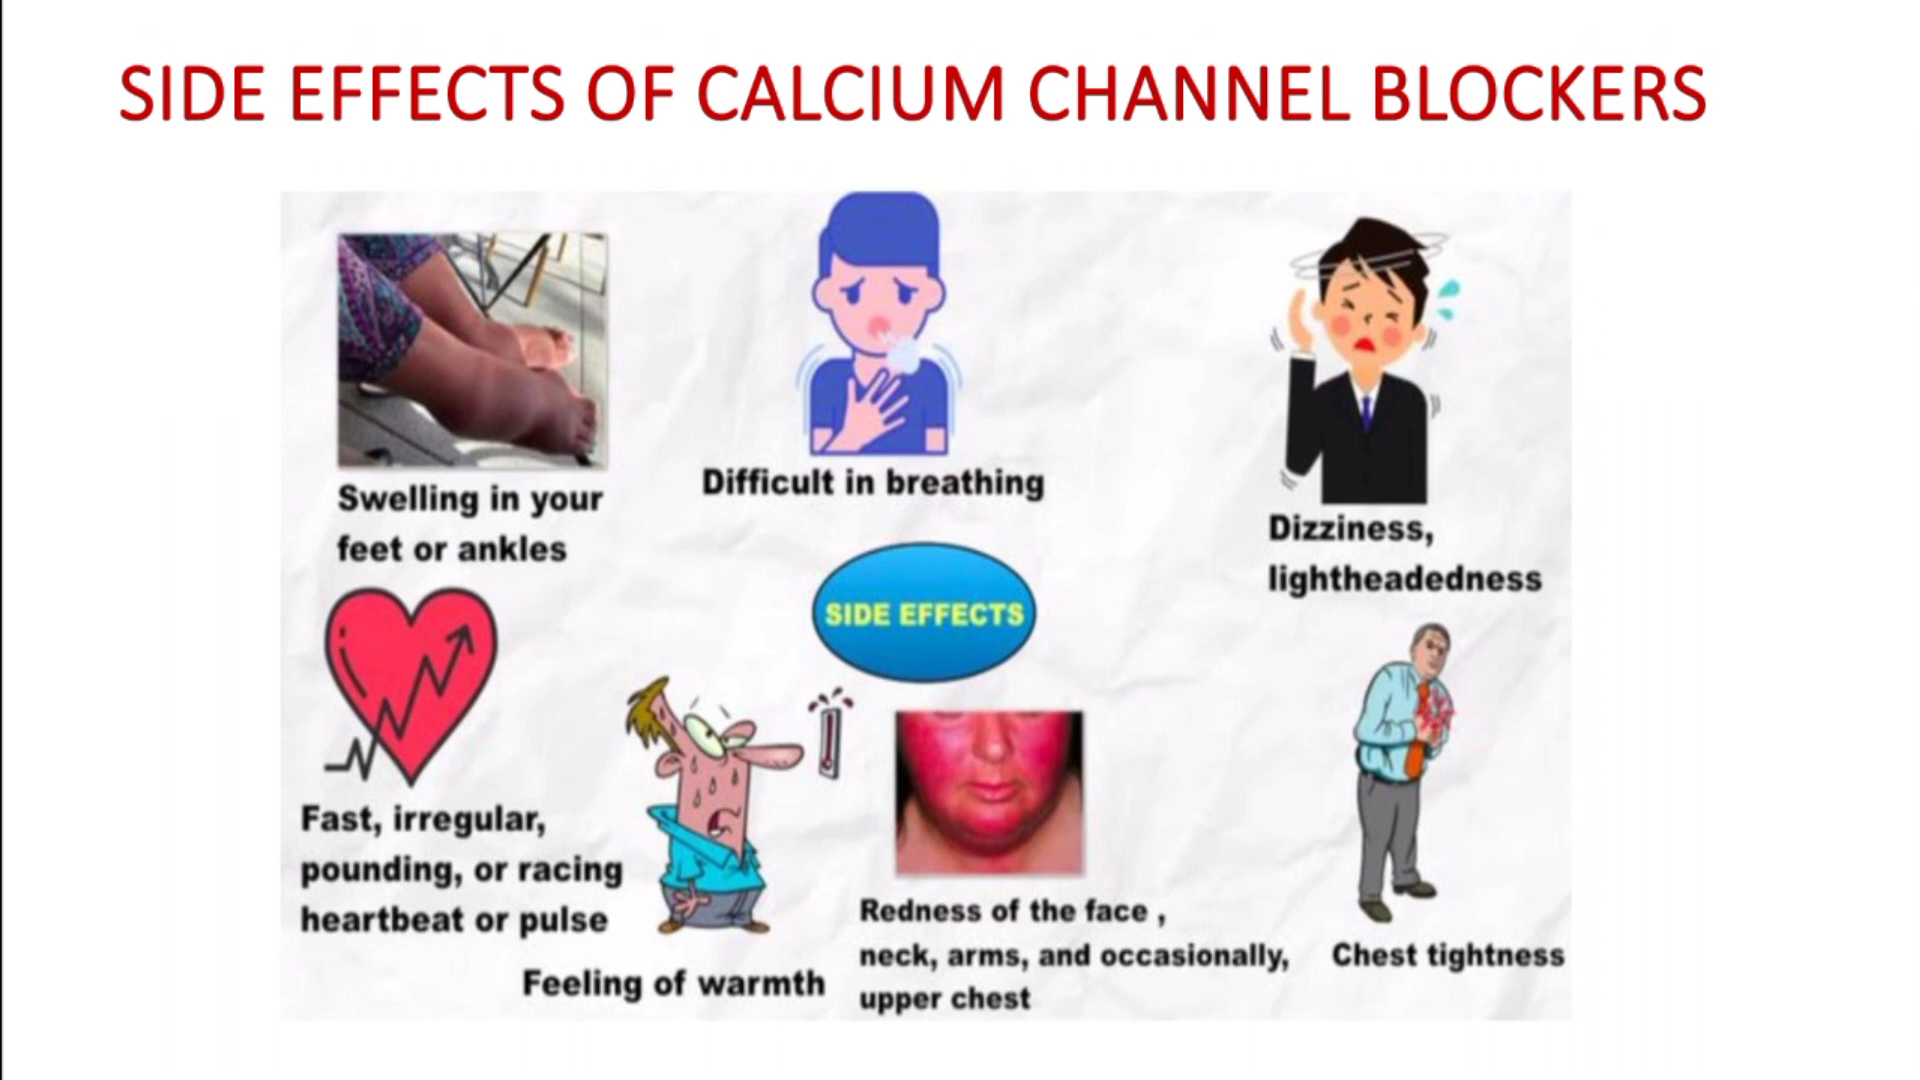 SIDE EFFECTS OF CALCIUM CHANNEL BLOCKERS
Swelling in your
feet or ankles
Difficult in breathing
Dizziness,
lightheadedness
SIDE EFFECTS
Fast, irregular,
pounding, or racing
heartbeat or pulse
Feeling of warmth
Redness of the face ,
neck, arms, and occasionally,
upper chest
Chest tightness